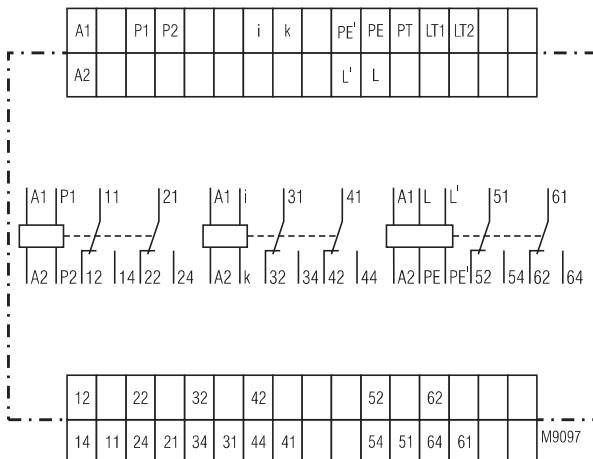 A1 P1 P2 i k PE' PE PT LT1 LT2
A2 L' L
A1 P1 11 21 A1 i 31 41 A1 L L' 51 61
A2 P2 12 14 22 24 A2 k 32 34 42 44 A2 PE PE' 52 54 62 64
12 22 32 42 52 62
14 11 24 21 34 31 44 41 54 51 64 61 M9097